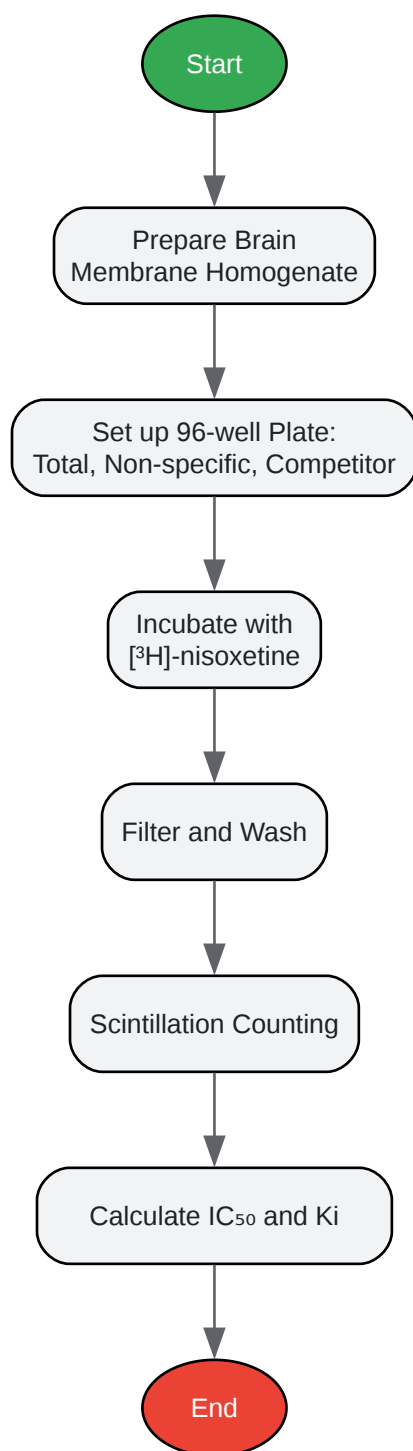 Start
Prepare Brain
Membrane Homogenate
Set up 96-well Plate:
Total, Non-specific, Competitor
Incubate with
[³H]-nisoxetine
Filter and Wash
Scintillation Counting
Calculate IC₅₀ and Ki
End